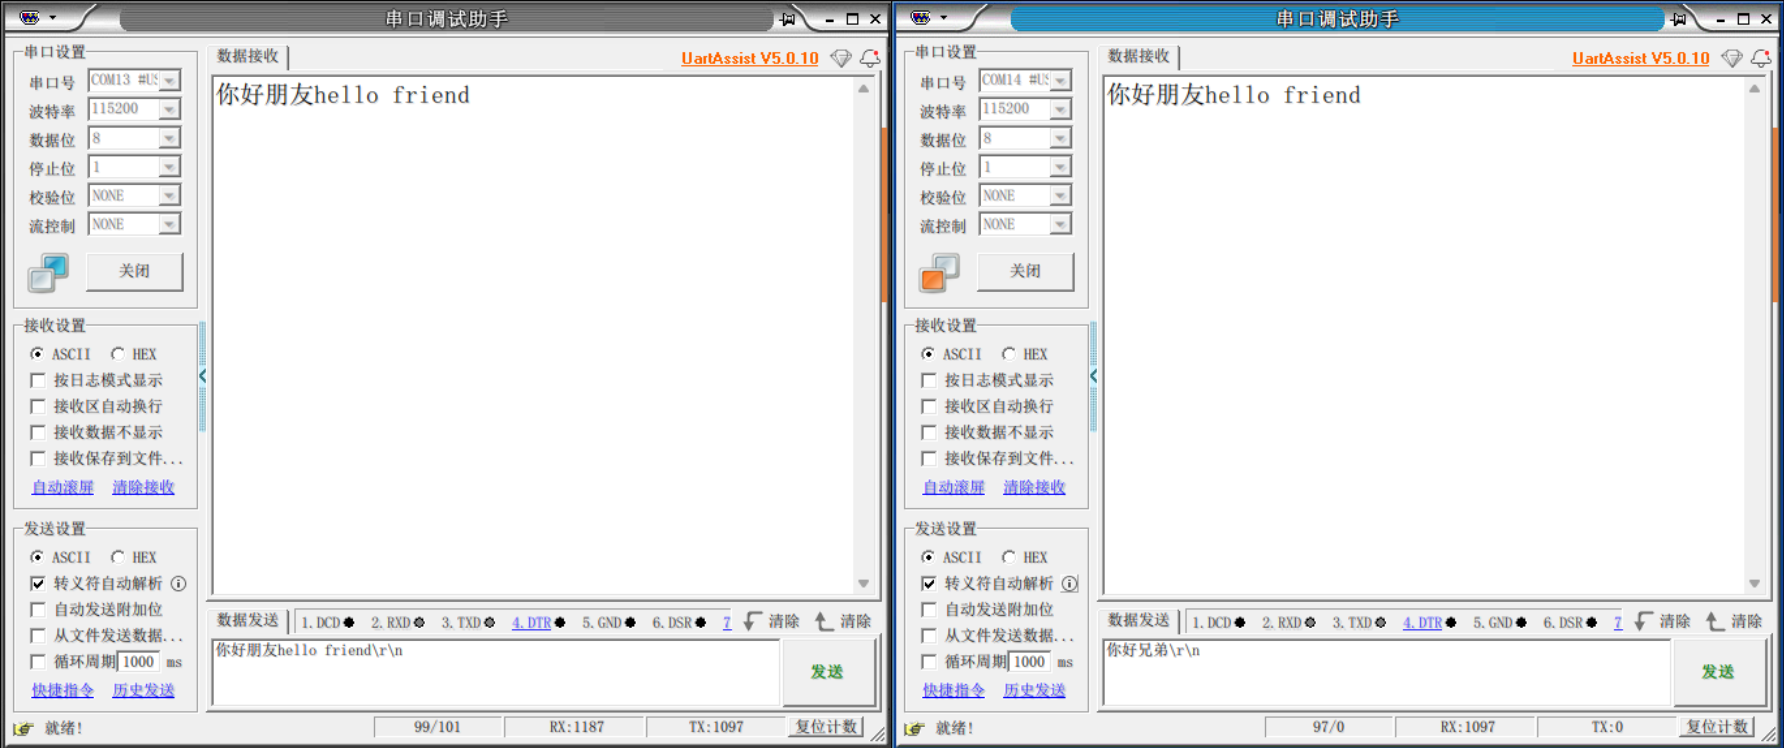 串口调试助手
串口设置
串口号 COM13 #US
波特率 115200
数据位 8
停止位 1
校验位 NONE
流控制 NONE
关闭
接收设置
ASCII HEX
按日志模式显示
接收区自动换行
接收数据不显示
接收保存到文件...
自动滚屏 清除接收
发送设置
ASCII HEX
转义符自动解析
自动发送附加位
从文件发送数据...
循环周期 1000 ms
快捷指令 历史发送
数据接收 UartAssist V5.0.10
你好朋友hello friend
数据发送 1.DCD 2.RXD 3.TXD 4.DTR 5.GND 6.DSR 7 清除 清除
你好朋友hello friend\r\n
发送
就绪! 99/101 RX:1187 TX:1097 复位计数
串口调试助手
串口设置
串口号 COM14 #US
波特率 115200
数据位 8
停止位 1
校验位 NONE
流控制 NONE
关闭
接收设置
ASCII HEX
按日志模式显示
接收区自动换行
接收数据不显示
接收保存到文件...
自动滚屏 清除接收
发送设置
ASCII HEX
转义符自动解析
自动发送附加位
从文件发送数据...
循环周期 1000 ms
快捷指令 历史发送
数据接收 UartAssist V5.0.10
你好朋友hello friend
数据发送 1.DCD 2.RXD 3.TXD 4.DTR 5.GND 6.DSR 7 清除 清除
你好兄弟\r\n
发送
就绪! 97/0 RX:1097 TX:0 复位计数